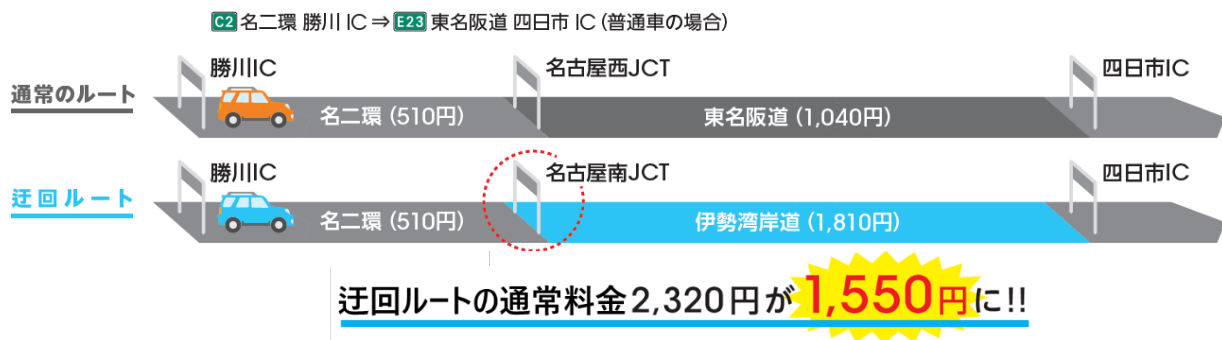 C2 名二環 勝川 IC ⇒ E23 東名阪道 四日市 IC (普通車の場合)
勝川IC 名古屋西JCT 四日市IC
通常のルート
名二環 (510円) 東名阪道 (1,040円)
勝川IC 名古屋南JCT 四日市IC
迂回ルート
名二環 (510円) 伊勢湾岸道 (1,810円)
迂回ルートの通常料金2,320円が1,550円に!!